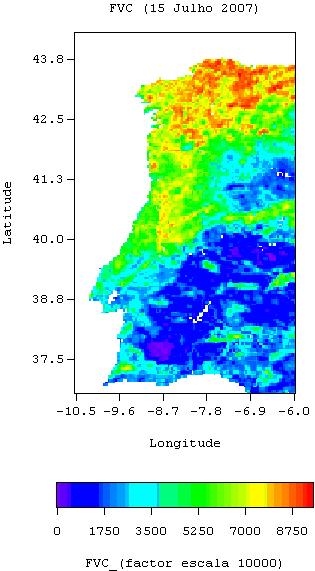 FVC (15 Julho 2007)
43.8
42.5
41.3
40.0
38.8
37.5
Latitude
-10.5 -9.6 -8.7 -7.8 -6.9 -6.0
Longitude
0 1750 3500 5250 7000 8750
FVC_(factor escala 10000)